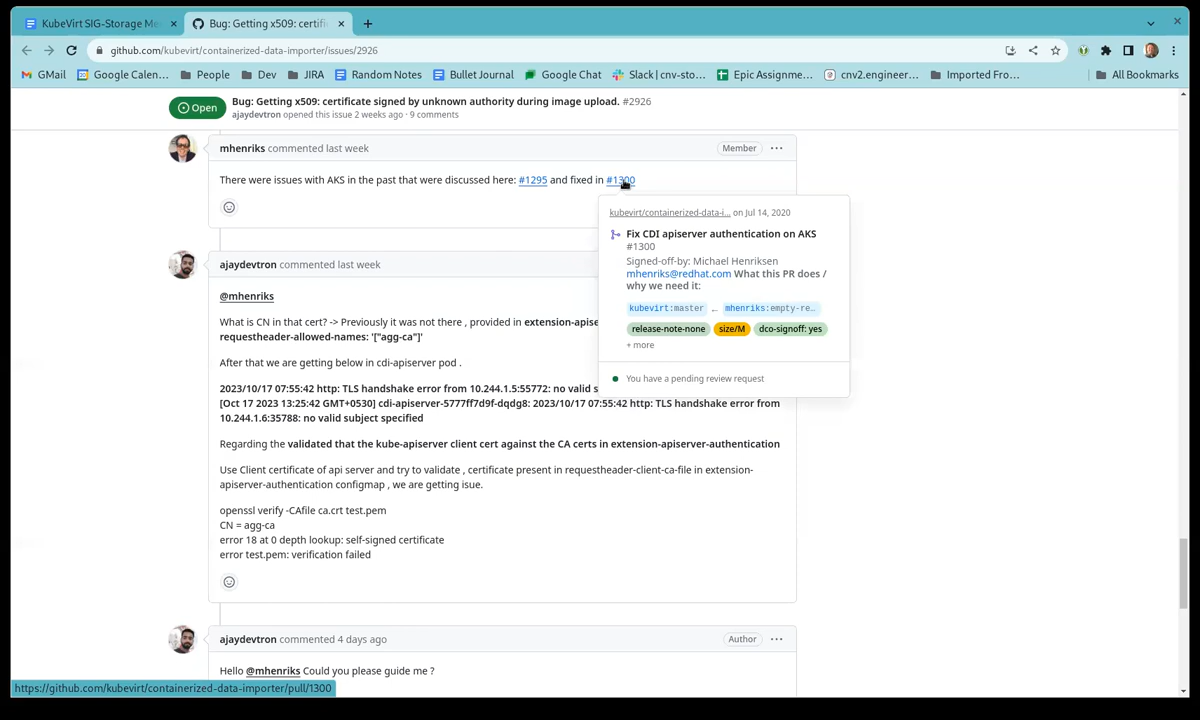 KubeVirt SIG-Storage Me
Bug: Getting x509: certifi
github.com/kubevirt/containerized-data-importer/issues/2926
GMail
Google Calen...
People
Dev
JIRA
Random Notes
Bullet Journal
Google Chat
Slack | cnv-sto...
Epic Assignme...
cnv2.engineer...
Imported Fro...
All Bookmarks
Open
Bug: Getting x509: certificate signed by unknown authority during image upload. #2926
ajaydevtron opened this issue 2 weeks ago · 9 comments
mhenriks commented last week
Member
There were issues with AKS in the past that were discussed here: #1295 and fixed in #1300
kubevirt/containerized-data-i... on Jul 14, 2020
Fix CDI apiserver authentication on AKS
#1300
Signed-off-by: Michael Henriksen
mhenriks@redhat.com What this PR does /
why we need it:
kubevirt:master ← mhenriks:empty-re…
release-note-none size/M dco-signoff: yes
+ more
You have a pending review request
ajaydevtron commented last week
@mhenriks
What is CN in that cert? -> Previously it was not there , provided in extension-apise
requestheader-allowed-names: '["agg-ca"]'
After that we are getting below in cdi-apiserver pod .
2023/10/17 07:55:42 http: TLS handshake error from 10.244.1.5:55772: no valid s
[Oct 17 2023 13:25:42 GMT+0530] cdi-apiserver-5777ff7d9f-dqdg8: 2023/10/17 07:55:42 http: TLS handshake error from
10.244.1.6:35788: no valid subject specified
Regarding the validated that the kube-apiserver client cert against the CA certs in extension-apiserver-authentication
Use Client certificate of api server and try to validate , certificate present in requestheader-client-ca-file in extension-
apiserver-authentication configmap , we are getting isue.
openssl verify -CAfile ca.crt test.pem
CN = agg-ca
error 18 at 0 depth lookup: self-signed certificate
error test.pem: verification failed
ajaydevtron commented 4 days ago
Author
Hello @mhenriks Could you please guide me ?
https://github.com/kubevirt/containerized-data-importer/pull/1300